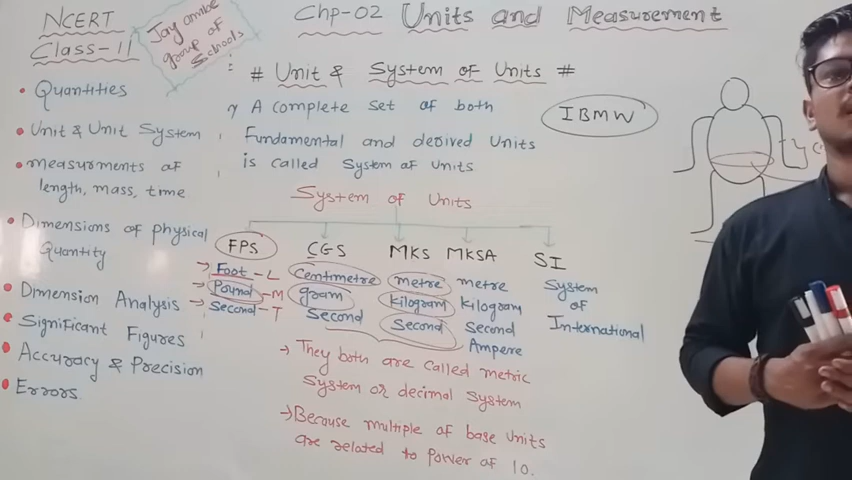 NCERT
Class-11
Jay ambe
group of
Schools
Chp-02 Units and Measurement
• Quantities
• Unit & Unit System
• measurments of
length, mass, time
• Dimensions of physical
Quantity
• Dimension Analysis
• Significant Figures
• Accuracy & Precision
• Errors
# Unit & System of Units #
A complete set of both
Fundamental and derived Units
is called System of Units
IBMW
System of Units
FPS CGS MKS MKSA SI
→ Foot - L
→ Pound - M
→ Second - T
Centimetre
gram
Second
metre
Kilogram
Second
metre
Kilogram
Second
Ampere
System
of
International
→ They both are called metric
System or decimal System
→ Because multiple of base Units
are related to Power of 10.